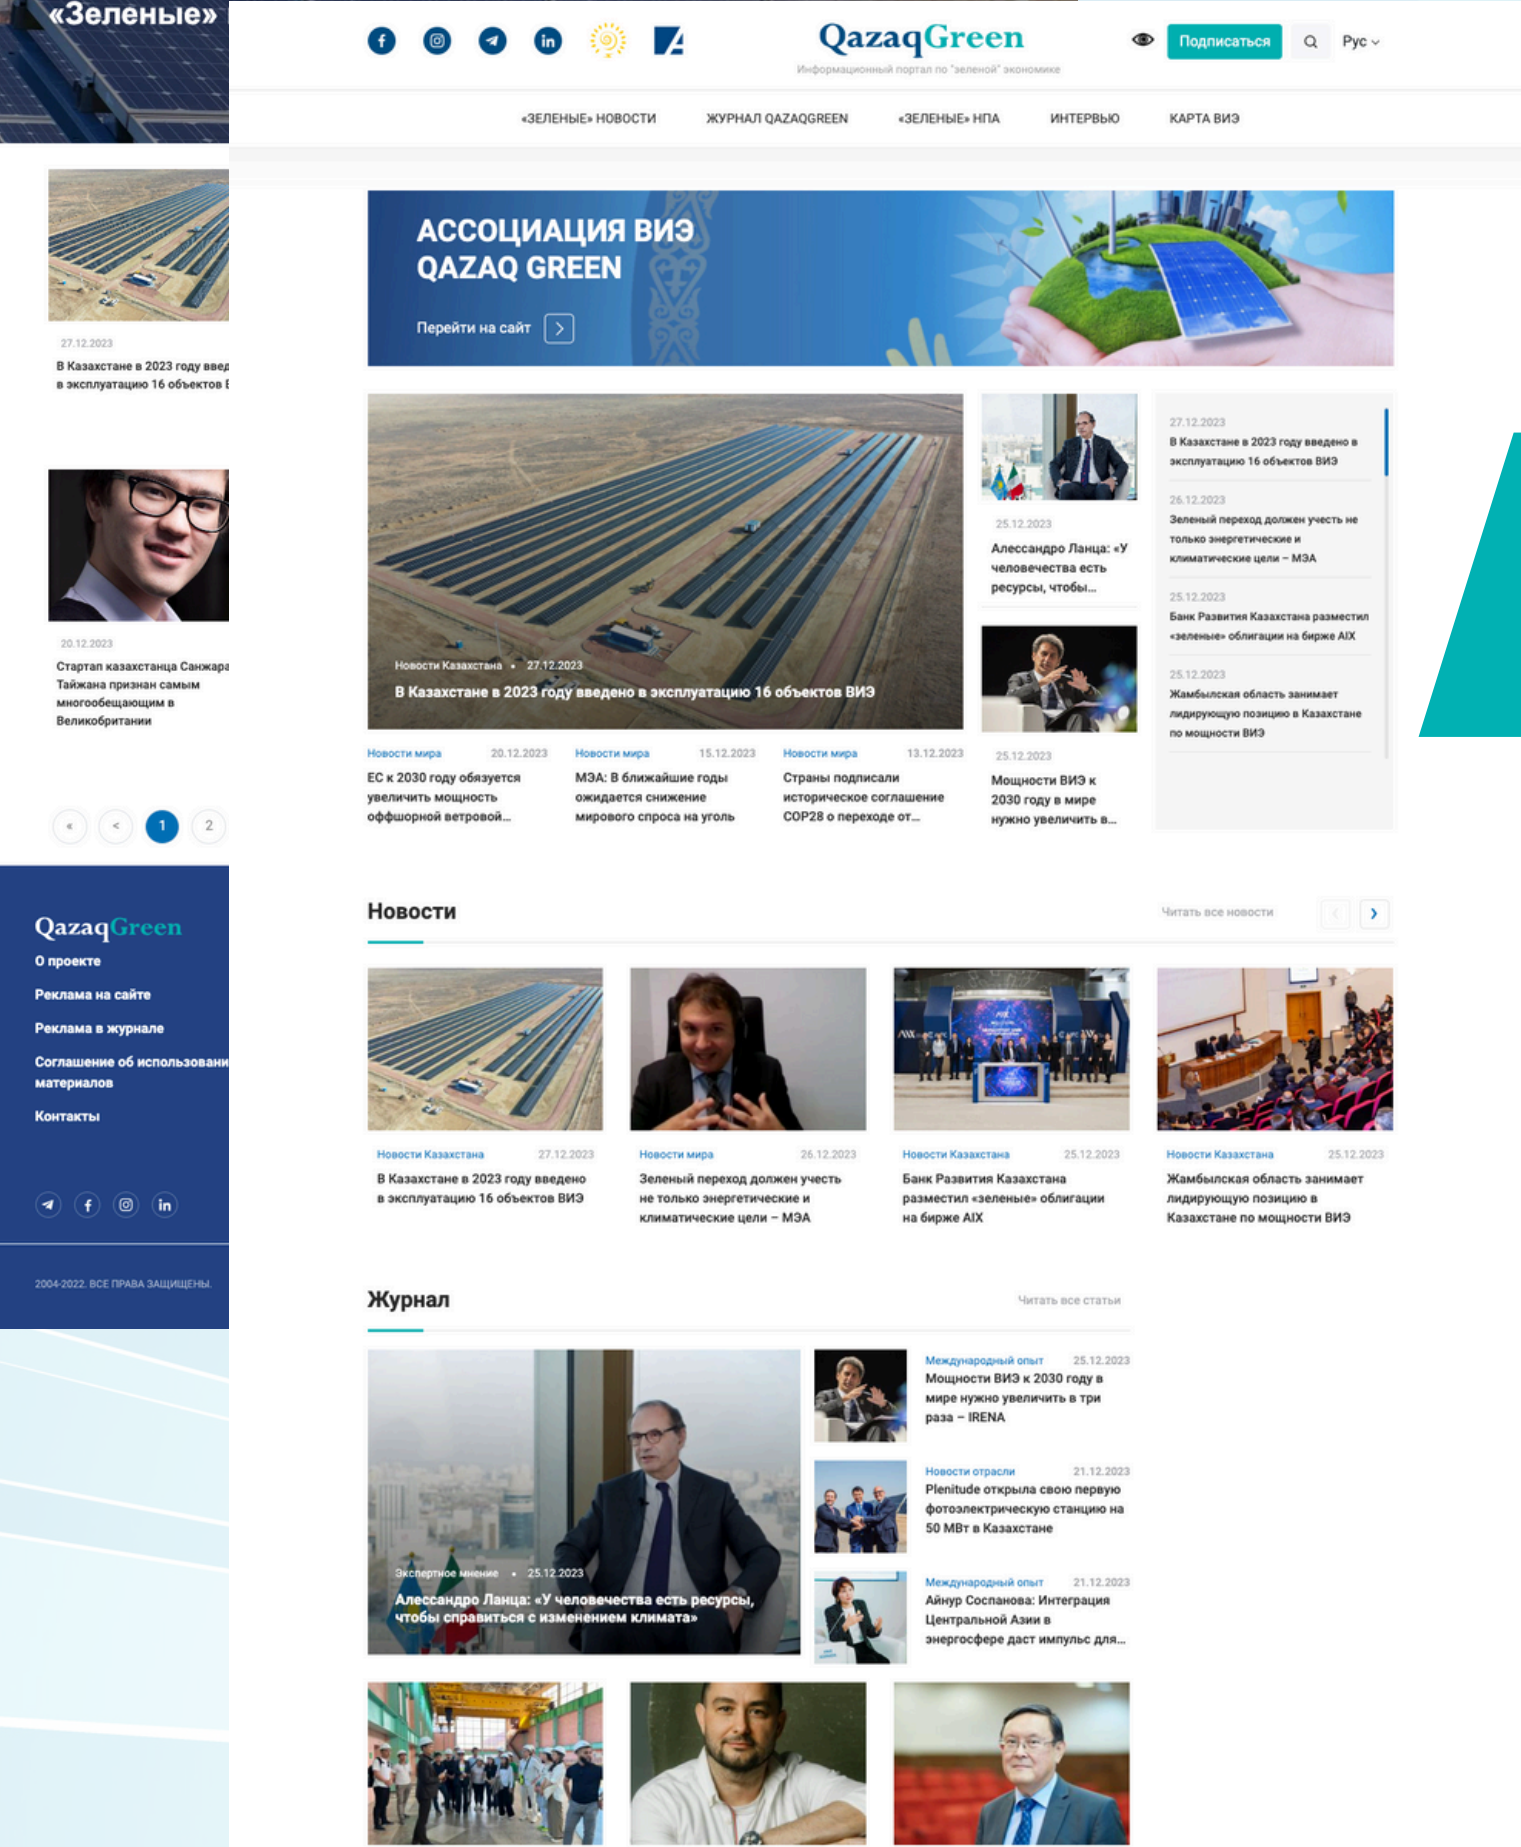 «Зеленые»
27.12.2023
В Казахстане в 2023 году введ
в эксплуатацию 16 объектов
20.12.2023
Стартап казахстанца Санжара
Тайжана признан самым
многообещающим в
Великобритании
« < 1 2
QazaqGreen
О проекте
Реклама на сайте
Реклама в журнале
Соглашение об использовани
материалов
Контакты
2004-2022. ВСЕ ПРАВА ЗАЩИЩЕНЫ.
QazaqGreen
Информационный портал по "зеленой" экономике
Подписаться
Рус
«ЗЕЛЕНЫЕ» НОВОСТИ ЖУРНАЛ QAZAQGREEN «ЗЕЛЕНЫЕ» НПА ИНТЕРВЬЮ КАРТА ВИЭ
АССОЦИАЦИЯ ВИЭ
QAZAQ GREEN
Перейти на сайт >
Новости Казахстана • 27.12.2023
В Казахстане в 2023 году введено в эксплуатацию 16 объектов ВИЭ
Новости мира 20.12.2023
ЕС к 2030 году обязуется
увеличить мощность
оффшорной ветровой...
Новости мира 15.12.2023
МЭА: В ближайшие годы
ожидается снижение
мирового спроса на уголь
Новости мира 13.12.2023
Страны подписали
историческое соглашение
COP28 о переходе от...
25.12.2023
Алессандро Ланца: «У
человечества есть
ресурсы, чтобы...
25.12.2023
Мощности ВИЭ к
2030 году в мире
нужно увеличить в...
27.12.2023
В Казахстане в 2023 году введено в
эксплуатацию 16 объектов ВИЭ
26.12.2023
Зеленый переход должен учесть не
только энергетические и
климатические цели – МЭА
25.12.2023
Банк Развития Казахстана разместил
«зеленые» облигации на бирже AIX
25.12.2023
Жамбылская область занимает
лидирующую позицию в Казахстане
по мощности ВИЭ
Новости
Читать все новости
Новости Казахстана 27.12.2023
В Казахстане в 2023 году введено
в эксплуатацию 16 объектов ВИЭ
Новости мира 26.12.2023
Зеленый переход должен учесть
не только энергетические и
климатические цели – МЭА
Новости Казахстана 25.12.2023
Банк Развития Казахстана
разместил «зеленые» облигации
на бирже AIX
Новости Казахстана 25.12.2023
Жамбылская область занимает
лидирующую позицию в
Казахстане по мощности ВИЭ
Журнал
Читать все статьи
Экспертное мнение • 25.12.2023
Алессандро Ланца: «У человечества есть ресурсы,
чтобы справиться с изменением климата»
Международный опыт 25.12.2023
Мощности ВИЭ к 2030 году в
мире нужно увеличить в три
раза – IRENA
Новости отрасли 21.12.2023
Plenitude открыла свою первую
фотоэлектрическую станцию на
50 МВт в Казахстане
Международный опыт 21.12.2023
Айнур Соспанова: Интеграция
Центральной Азии в
энергосфере даст импульс для...